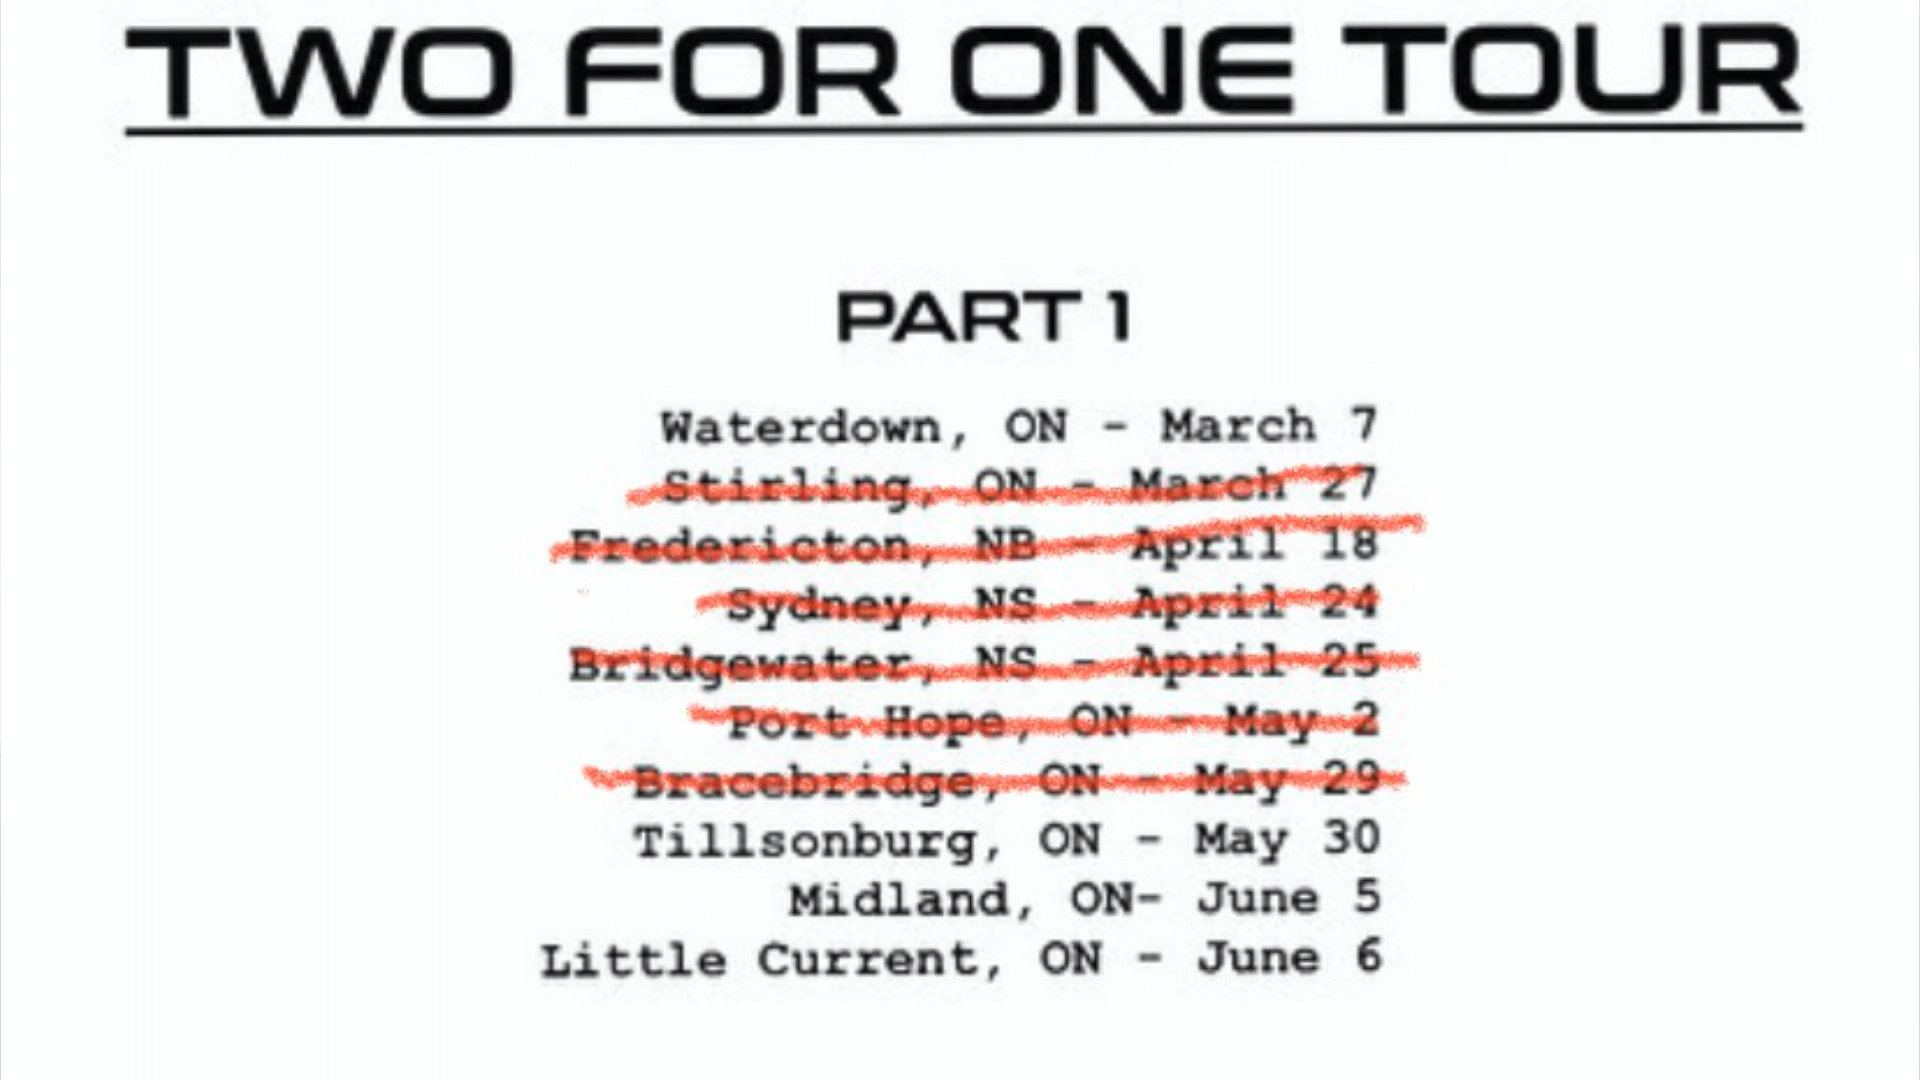 TWO FOR ONE TOUR
PART 1
Waterdown, ON - March 7
Stirling, ON - March 27
Fredericton, NB - April 18
Sydney, NS - April 24
Bridgewater, NS - April 25
Port Hope, ON - May 2
Bracebridge, ON - May 29
Tillsonburg, ON - May 30
Midland, ON- June 5
Little Current, ON - June 6